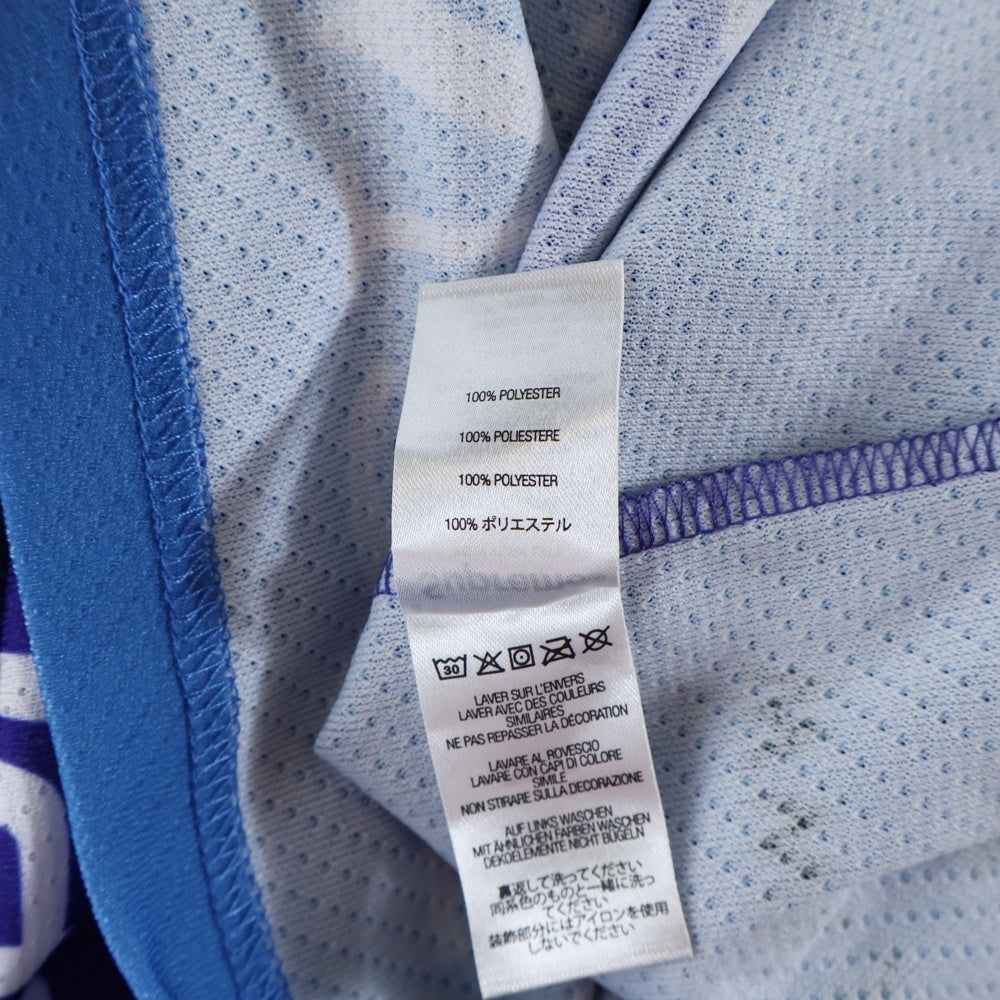 100% POLYESTER
100% POLIESTERE
100% POLYESTER
100% ポリエステル
30
LAVER SUR L'ENVERS
LAVER AVEC DES COULEURS
SIMILAIRES
NE PAS REPASSER LA DÉCORATION
LAVARE AL ROVESCIO
LAVARE CON CAPI DI COLORE
SIMILE
NON STIRARE SULLA DECORAZIONE
AUF LINKS WASCHEN
MIT ÄHNLICHEN FARBEN WASCHEN
DEKOELEMENTE NICHT BÜGELN
裏返して洗ってください
同系色のものと一緒に洗っ
てください
装飾部分にはアイロンを使用
しないでください